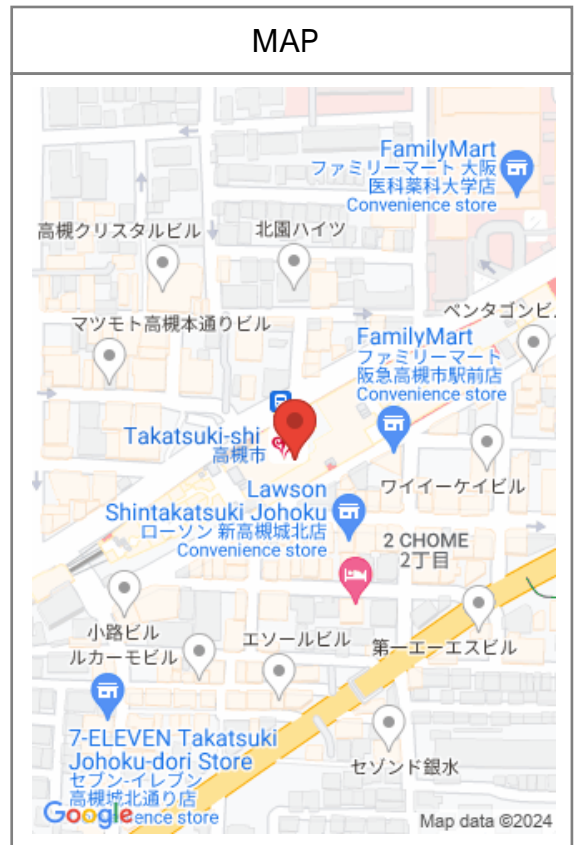 MAP
FamilyMart
ファミリーマート 大阪
医科薬科大学店
Convenience store
高槻クリスタルビル
北園ハイツ
ペンタゴンビ
マツモト高槻本通りビル
FamilyMart
ファミリーマート
阪急高槻市駅前店
Convenience store
Takatsuki-shi
高槻市
ワイイーケイビル
Lawson
Shintakatsuki Johoku
ローソン 新高槻城北店
Convenience store
2 CHOME
2丁目
小路ビル
エソールビル
第一エーエスビル
ルカーモビル
7-ELEVEN Takatsuki
Johoku-dori Store
セブン-イレブン
高槻城北通り店
セゾンド銀水
Google
ence store
Map data ©2024